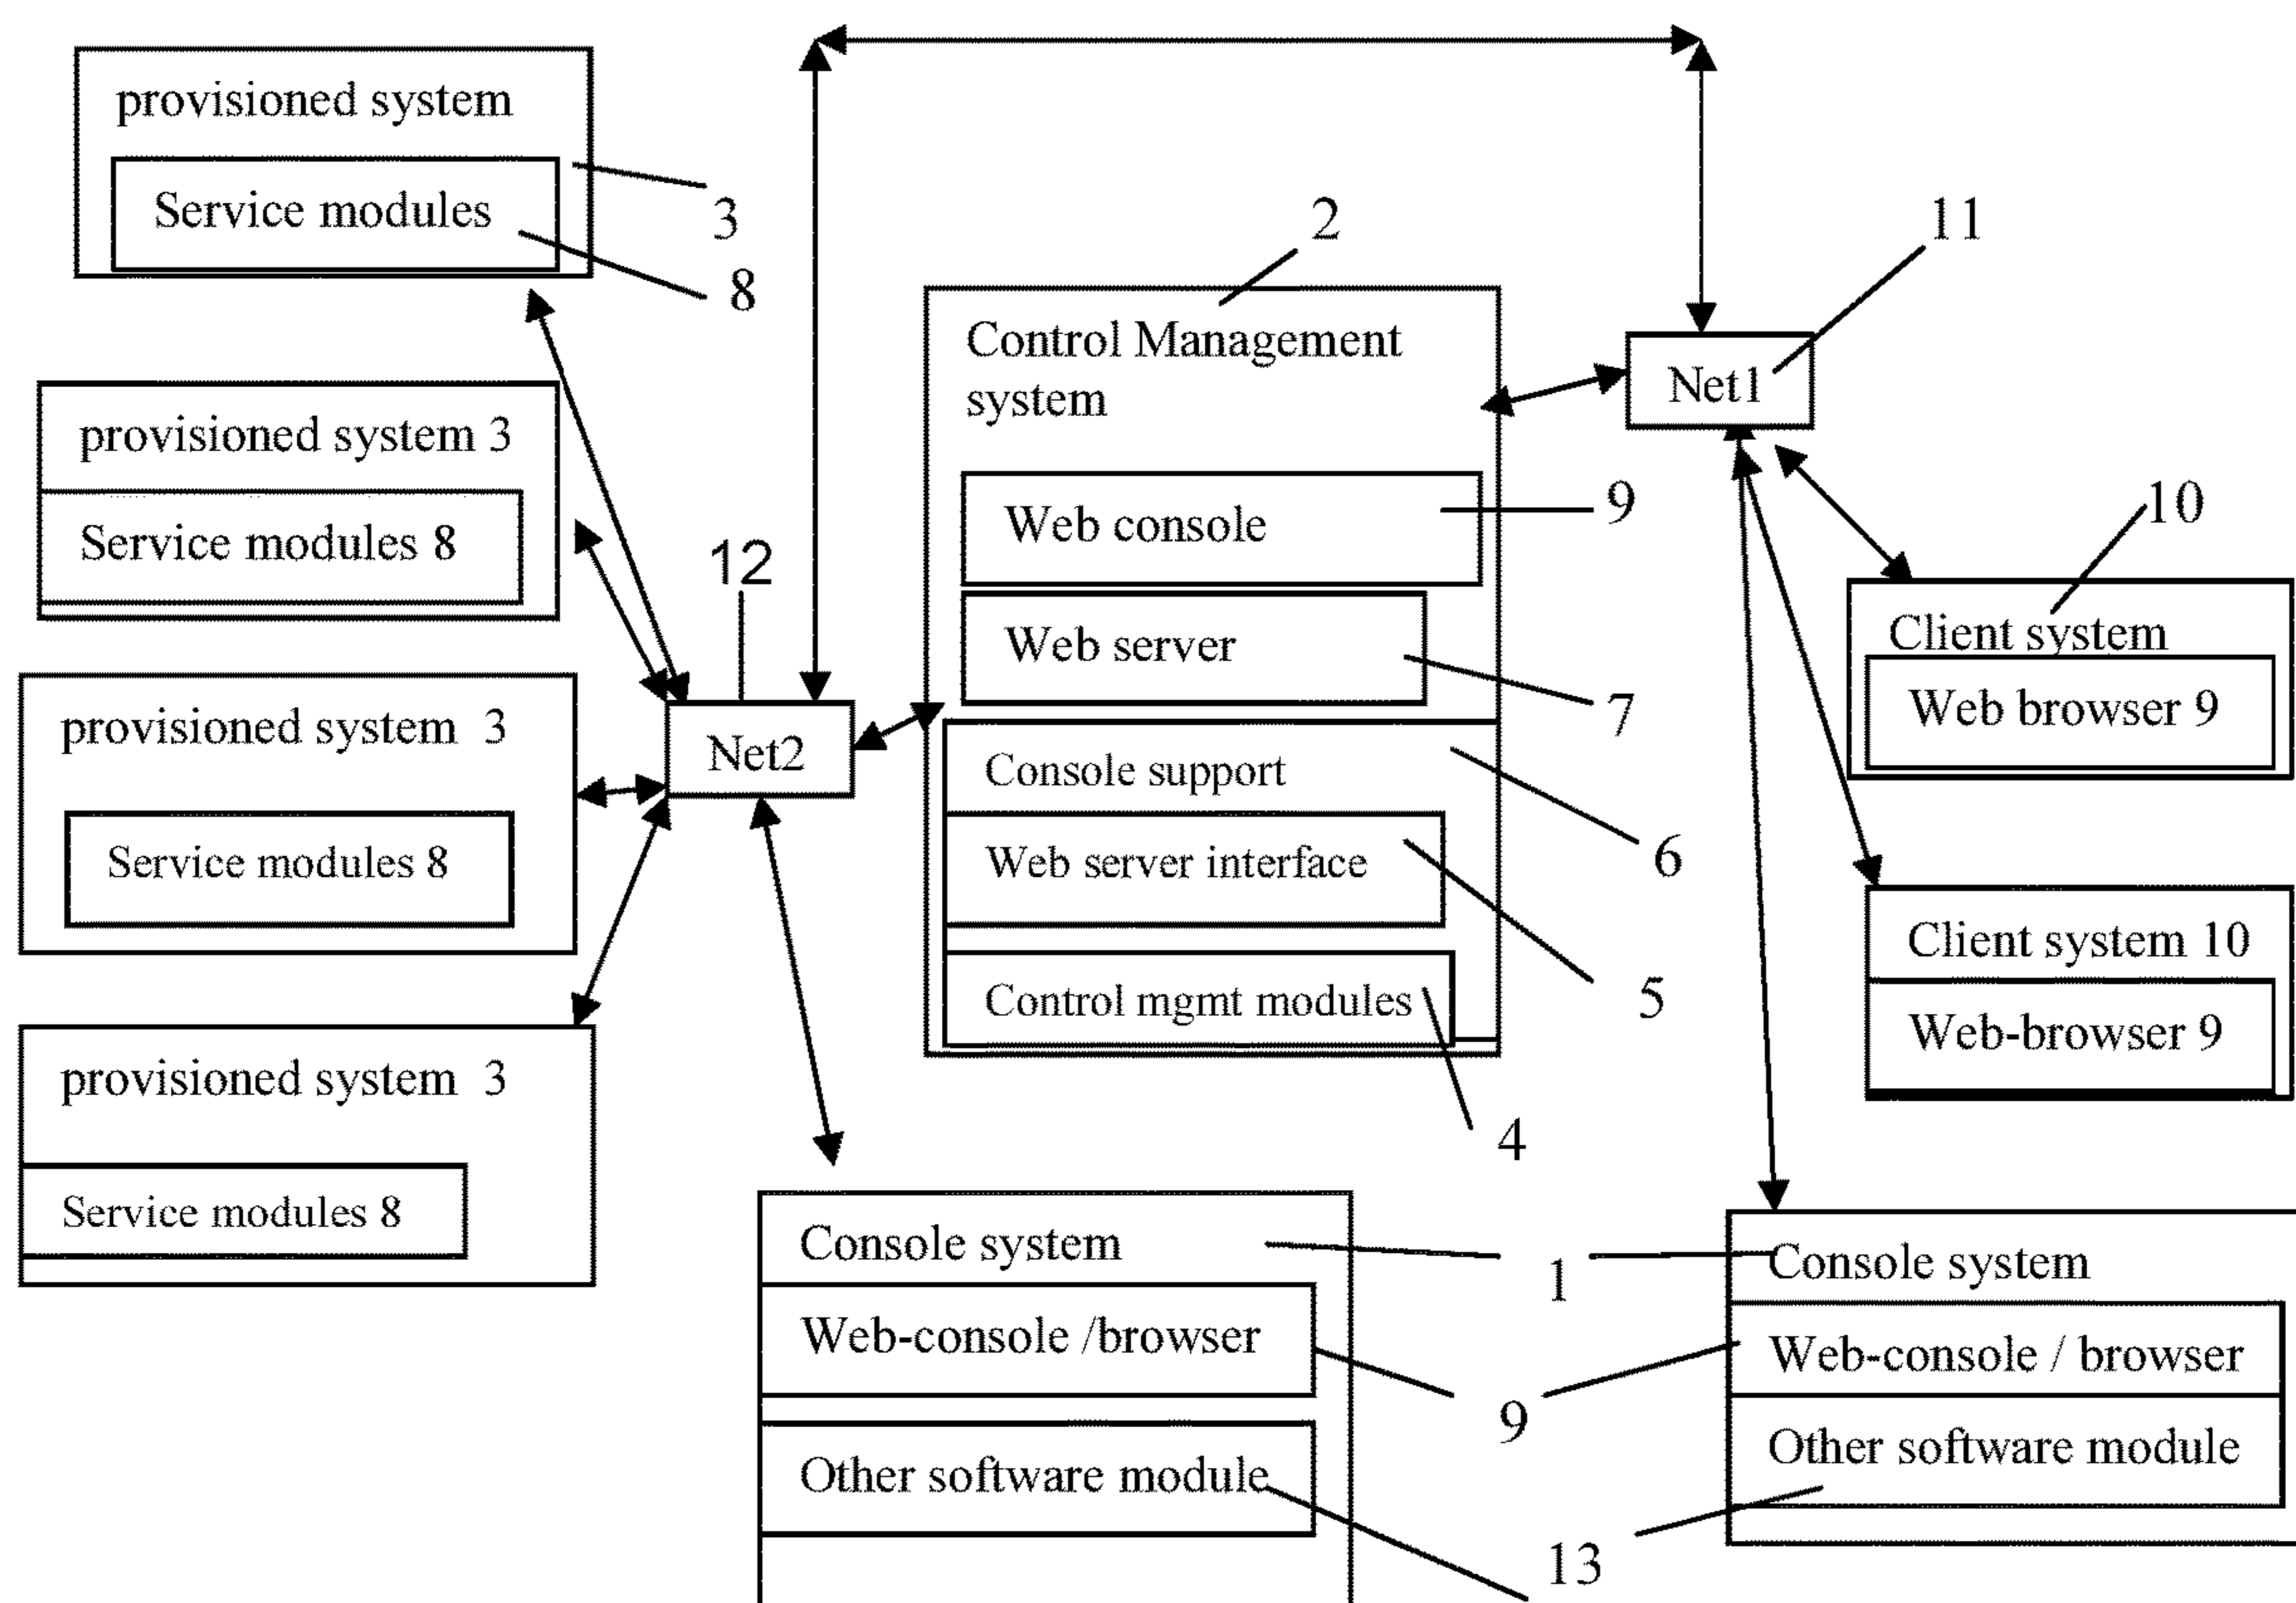 provisioned system
Service modules
3
8
provisioned system 3
Service modules 8
provisioned system 3
Service modules 8
provisioned system 3
Service modules 8
12
Net2
2
Control Management
system
Web console
9
Web server
7
Console support
6
Web server interface
5
Control mgmt modules
4
11
Net1
10
Client system
Web browser 9
Client system 10
Web-browser 9
Console system
1
Web-console /browser
9
Other software module
13
Console system
Web-console / browser
Other software module